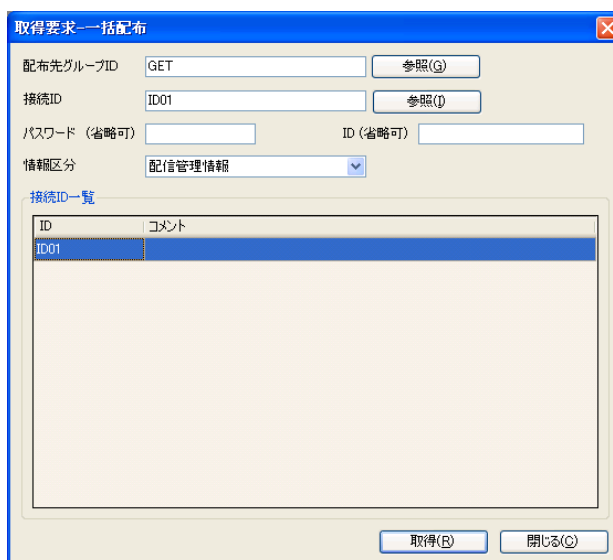 取得要求-一括配布
配布先グループID GET 参照(G)
接続ID ID01 参照(I)
パスワード (省略可) ID(省略可)
情報区分 配信管理情報
接続ID一覧
ID コメント
ID01
取得(R) 閉じる(C)